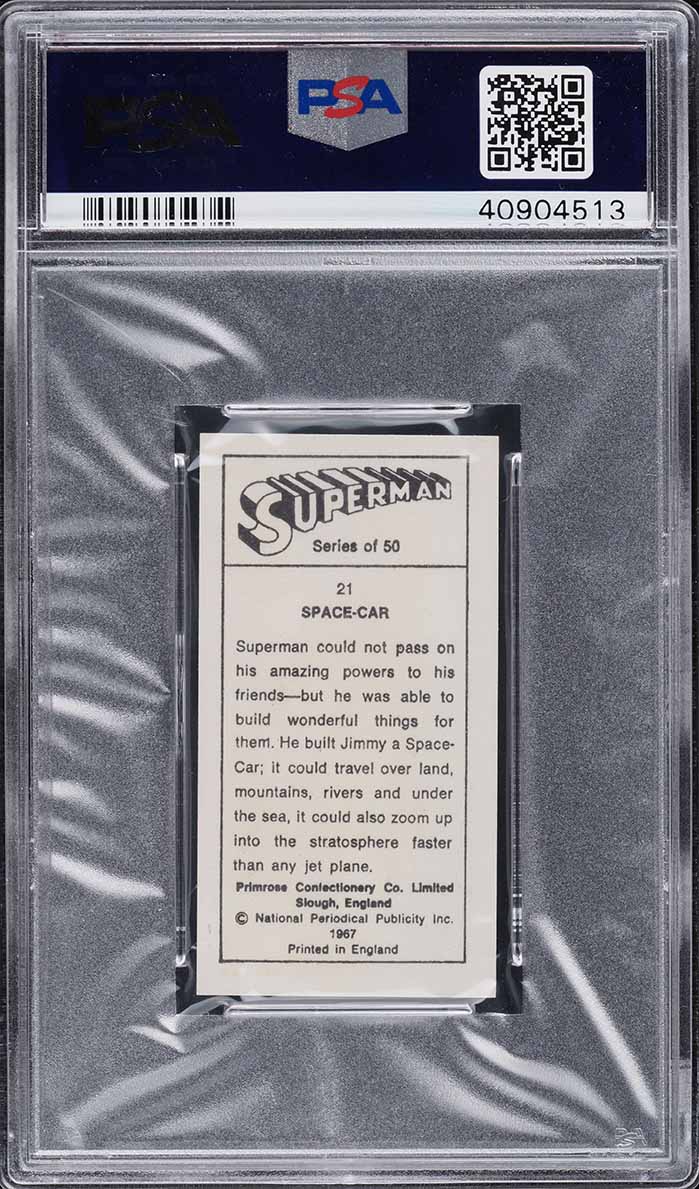 PSA
PSA
40904513
SUPERMAN
Series of 50
21
SPACE-CAR
Superman could not pass on
his amazing powers to his
friends—but he was able to
build wonderful things for
them. He built Jimmy a Space-
Car; it could travel over land,
mountains, rivers and under
the sea, it could also zoom up
into the stratosphere faster
than any jet plane.
Primrose Confectionery Co. Limited
Slough, England
© National Periodical Publicity Inc.
1967
Printed in England
PSA